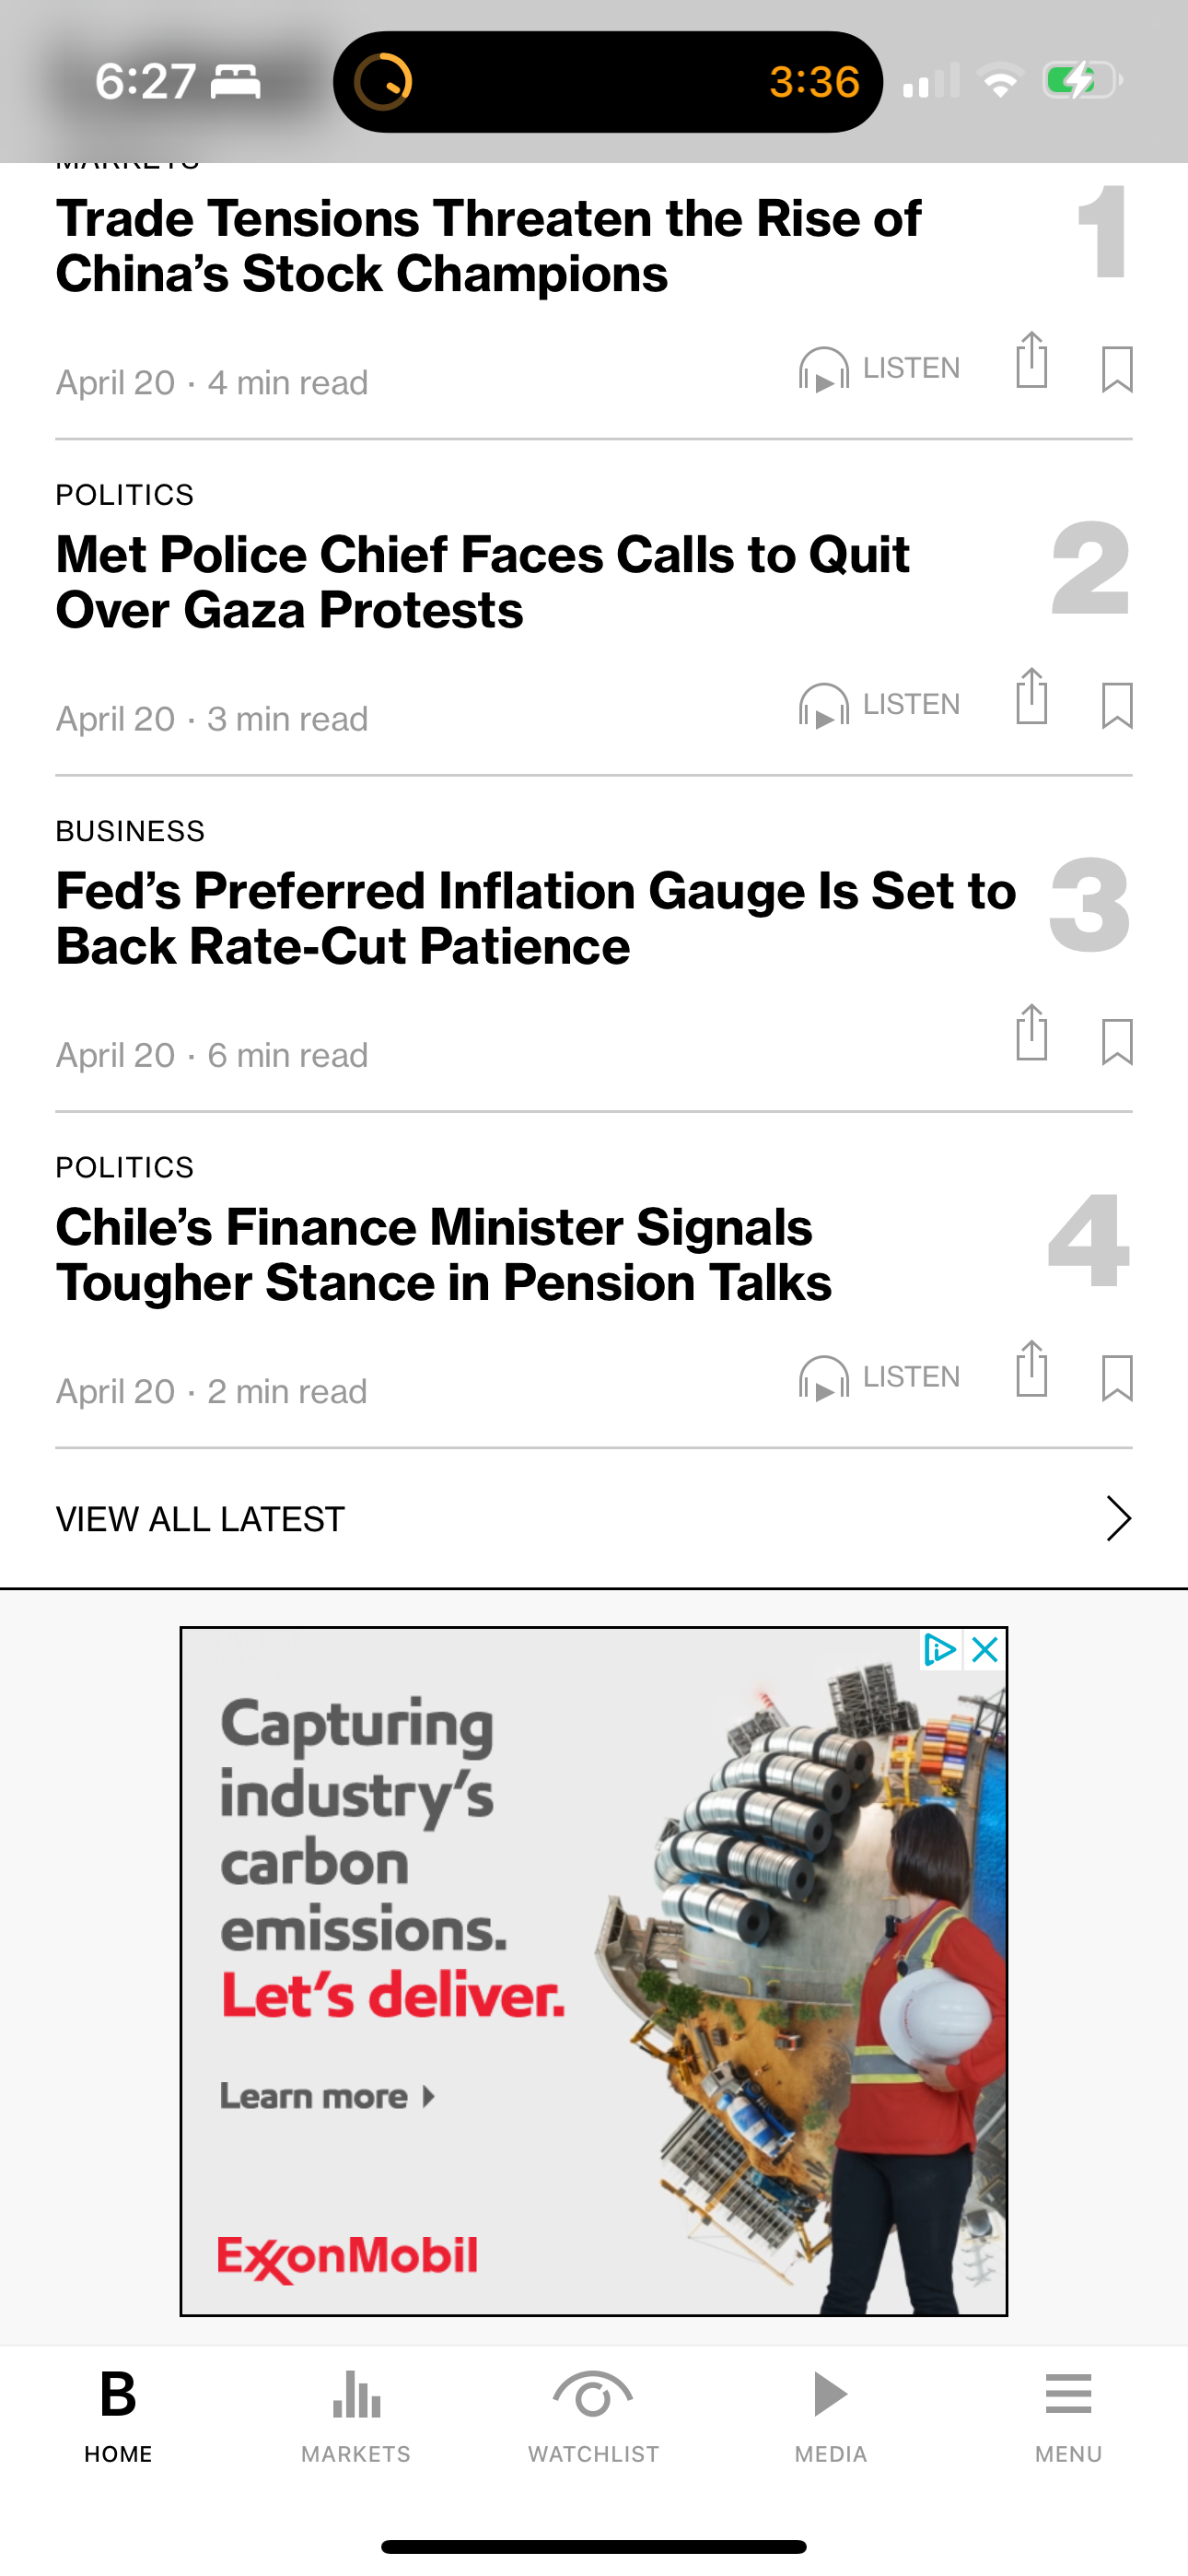 6:27
3:36
MARKETS
Trade Tensions Threaten the Rise of
China’s Stock Champions
1
April 20 · 4 min read
LISTEN
POLITICS
Met Police Chief Faces Calls to Quit
Over Gaza Protests
2
April 20 · 3 min read
LISTEN
BUSINESS
Fed’s Preferred Inflation Gauge Is Set to
Back Rate-Cut Patience
3
April 20 · 6 min read
POLITICS
Chile’s Finance Minister Signals
Tougher Stance in Pension Talks
4
April 20 · 2 min read
LISTEN
VIEW ALL LATEST
Capturing
industry’s
carbon
emissions.
Let’s deliver.
Learn more
ExxonMobil
B
HOME
MARKETS
WATCHLIST
MEDIA
MENU